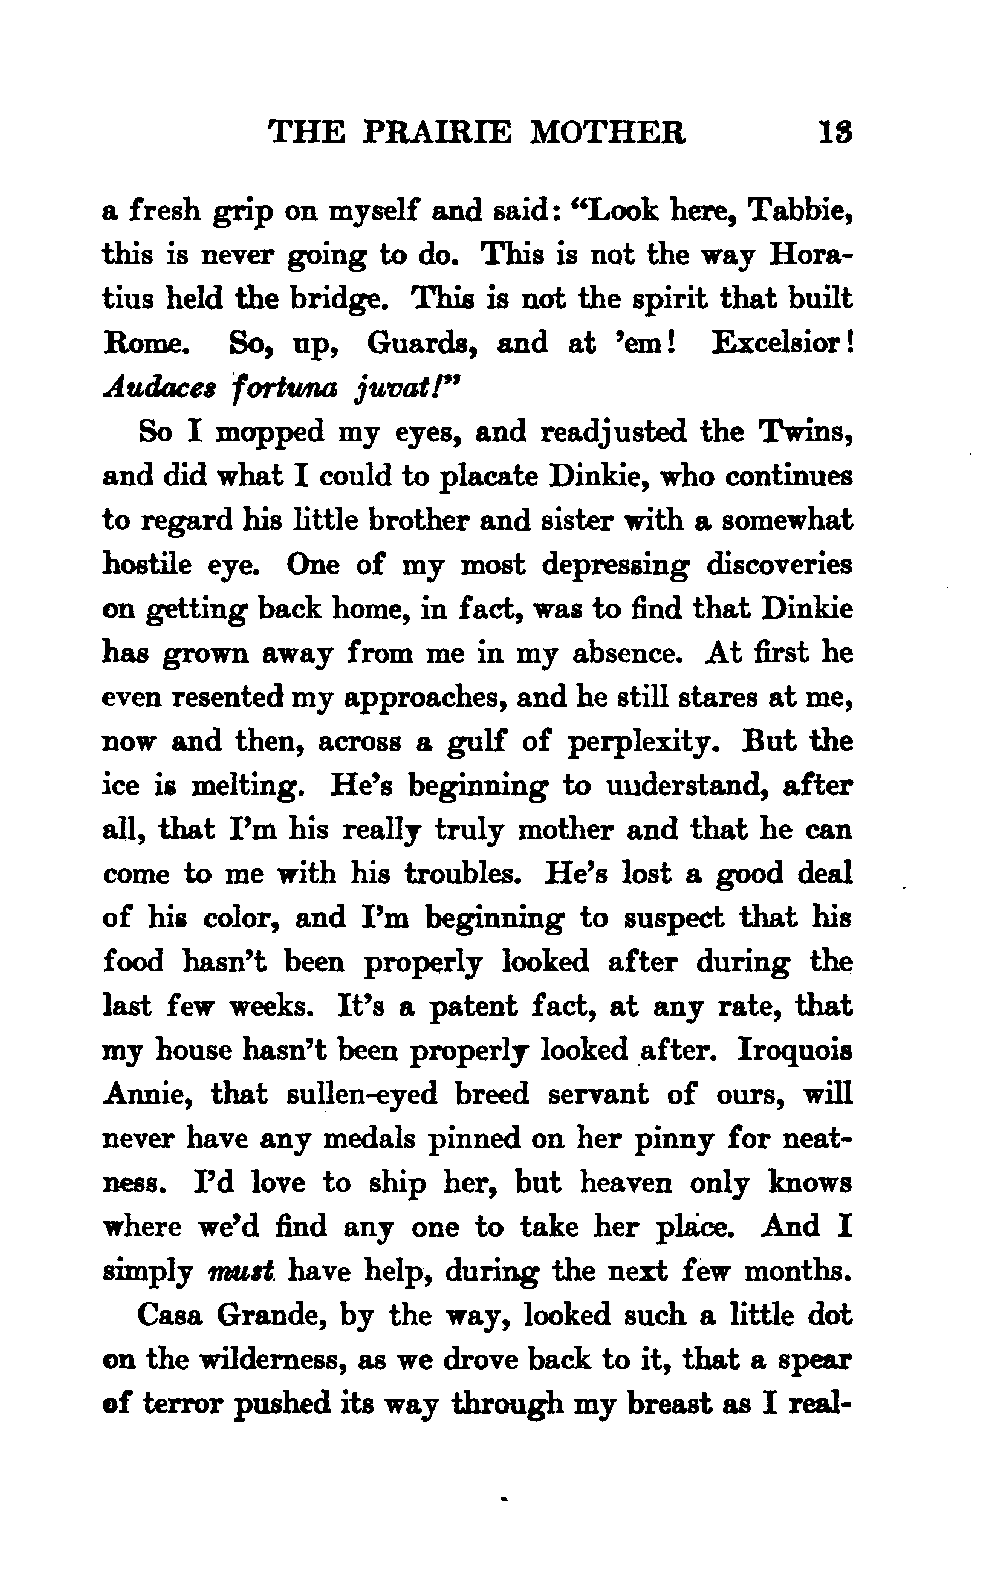 THE PRAIRIE MOTHER 13
a fresh grip on myself and said: “Look here, Tabbie,
this is never going to do. This is not the way Hora-
tius held the bridge. This is not the spirit that built
Rome. So, up, Guards, and at ’em! Excelsior!
Audaces fortuna juvat!”
So I mopped my eyes, and readjusted the Twins,
and did what I could to placate Dinkie, who continues
to regard his little brother and sister with a somewhat
hostile eye. One of my most depressing discoveries
on getting back home, in fact, was to find that Dinkie
has grown away from me in my absence. At first he
even resented my approaches, and he still stares at me,
now and then, across a gulf of perplexity. But the
ice is melting. He’s beginning to understand, after
all, that I’m his really truly mother and that he can
come to me with his troubles. He’s lost a good deal
of his color, and I’m beginning to suspect that his
food hasn’t been properly looked after during the
last few weeks. It’s a patent fact, at any rate, that
my house hasn’t been properly looked after. Iroquois
Annie, that sullen-eyed breed servant of ours, will
never have any medals pinned on her pinny for neat-
ness. I’d love to ship her, but heaven only knows
where we’d find any one to take her place. And I
simply must have help, during the next few months.
Casa Grande, by the way, looked such a little dot
on the wilderness, as we drove back to it, that a spear
of terror pushed its way through my breast as I real-